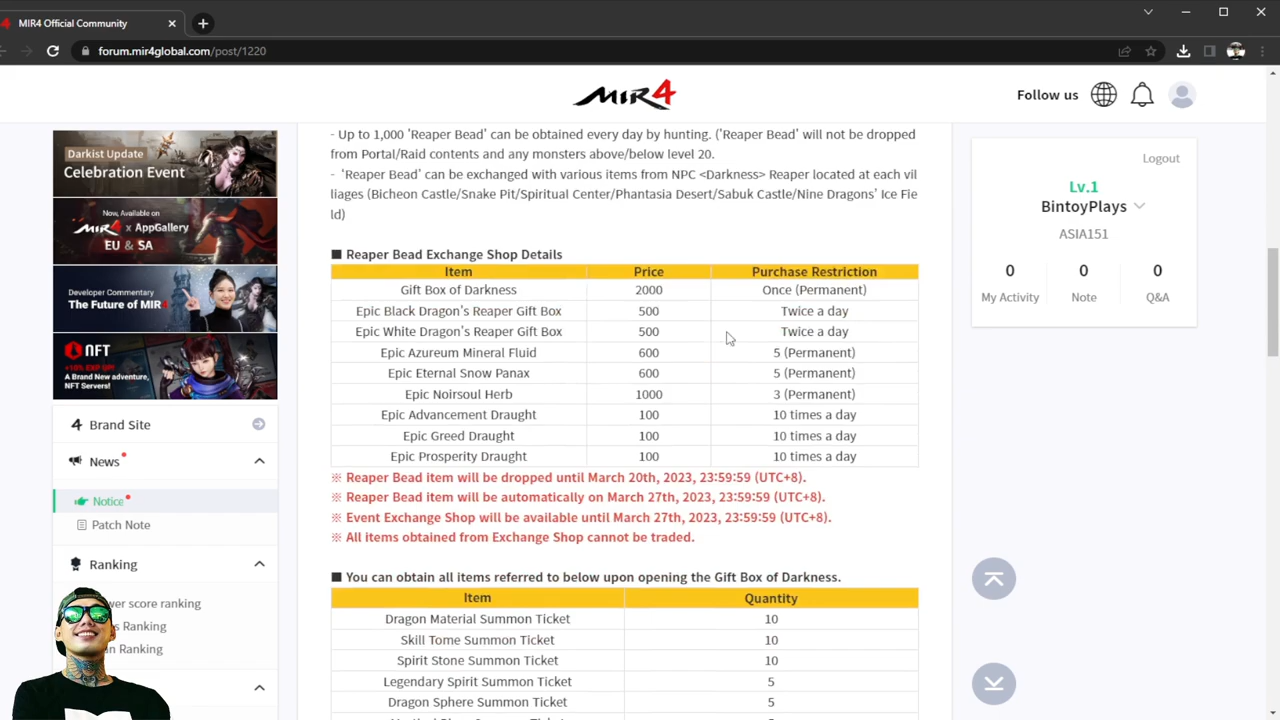 MIR4 Official Community
forum.mir4global.com/post/1220
MIR4
Follow us
Darkist Update
Celebration Event
Now, Available on
MIR4 x AppGallery
EU & SA
Developer Commentary
The Future of MIR4
NFT
A Brand New adventure,
NFT Servers!
4 Brand Site
News
Notice
Patch Note
Ranking
wer score ranking
s Ranking
an Ranking
- Up to 1,000 'Reaper Bead' can be obtained every day by hunting. ('Reaper Bead' will not be dropped
from Portal/Raid contents and any monsters above/below level 20.
- 'Reaper Bead' can be exchanged with various items from NPC <Darkness> Reaper located at each vil
liages (Bicheon Castle/Snake Pit/Spiritual Center/Phantasia Desert/Sabuk Castle/Nine Dragons' Ice Fie
ld)
■ Reaper Bead Exchange Shop Details
Item Price Purchase Restriction
Gift Box of Darkness 2000 Once (Permanent)
Epic Black Dragon's Reaper Gift Box 500 Twice a day
Epic White Dragon's Reaper Gift Box 500 Twice a day
Epic Azureum Mineral Fluid 600 5 (Permanent)
Epic Eternal Snow Panax 600 5 (Permanent)
Epic Noirsoul Herb 1000 3 (Permanent)
Epic Advancement Draught 100 10 times a day
Epic Greed Draught 100 10 times a day
Epic Prosperity Draught 100 10 times a day
※ Reaper Bead item will be dropped until March 20th, 2023, 23:59:59 (UTC+8).
※ Reaper Bead item will be automatically on March 27th, 2023, 23:59:59 (UTC+8).
※ Event Exchange Shop will be available until March 27th, 2023, 23:59:59 (UTC+8).
※ All items obtained from Exchange Shop cannot be traded.
■ You can obtain all items referred to below upon opening the Gift Box of Darkness.
Item Quantity
Dragon Material Summon Ticket 10
Skill Tome Summon Ticket 10
Spirit Stone Summon Ticket 10
Legendary Spirit Summon Ticket 5
Dragon Sphere Summon Ticket 5
Logout
Lv.1
BintoyPlays
ASIA151
0 0 0
My Activity Note Q&A